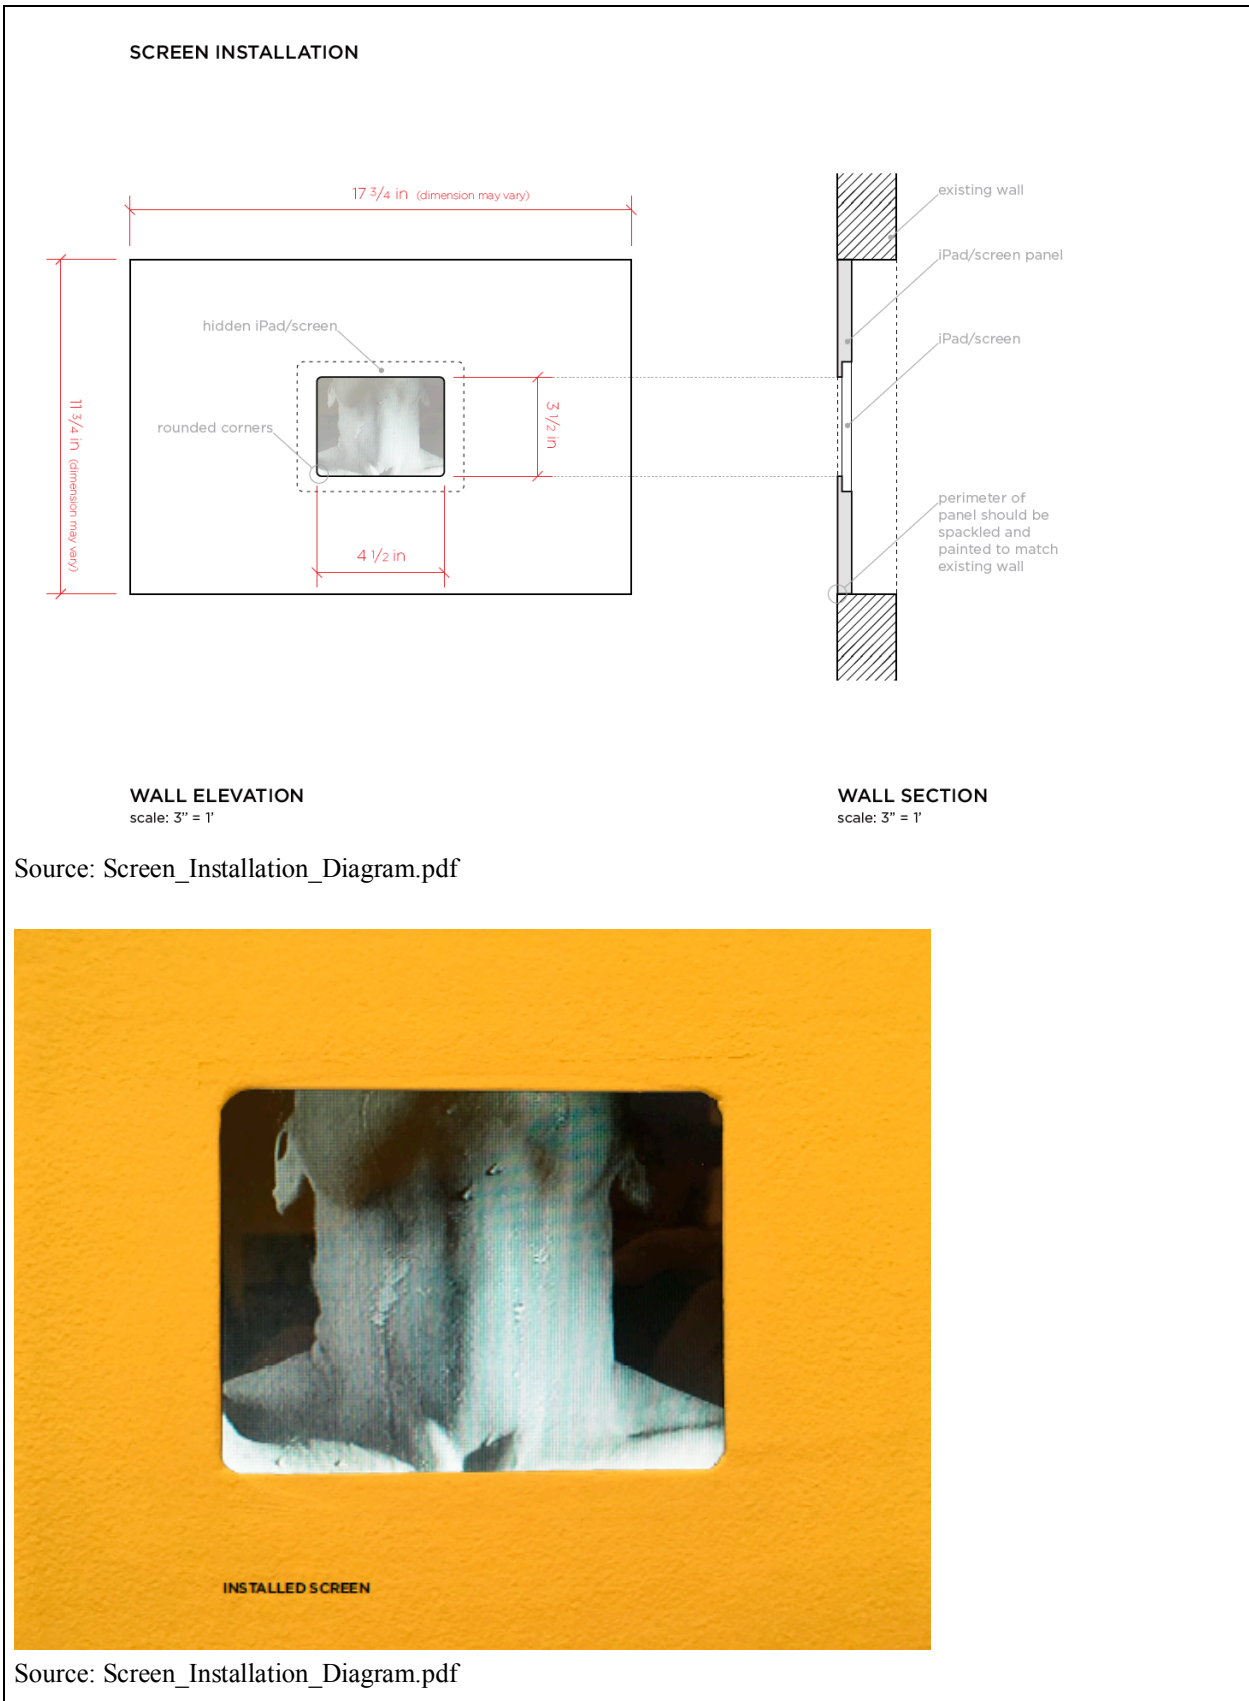 SCREEN INSTALLATION
17 3/4 in (dimension may vary)
existing wall
iPad/screen panel
hidden iPad/screen
iPad/screen
11 3/4 in (dimension may vary)
3 1/2 in
rounded corners
perimeter of
panel should be
spackled and
painted to match
existing wall
4 1/2 in
WALL ELEVATION
scale: 3’’ = 1’
WALL SECTION
scale: 3” = 1’
Source: Screen_Installation_Diagram.pdf
INSTALLED SCREEN
Source: Screen_Installation_Diagram.pdf